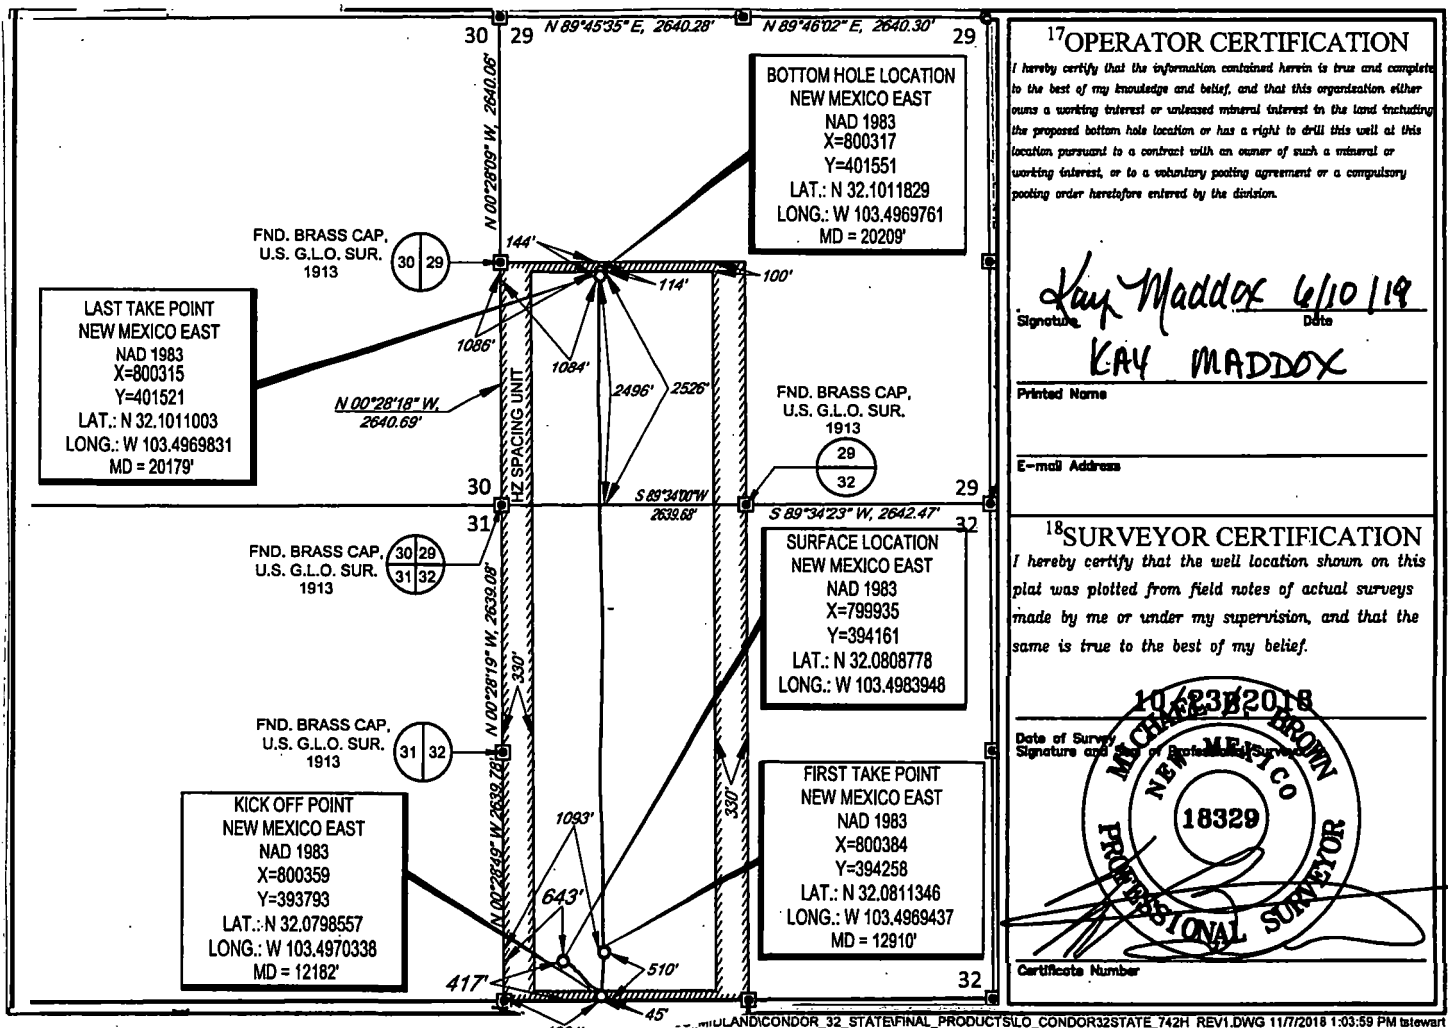 N 89°45'35" E, 2640.28'
N 89°46'02" E, 2640.30'
30
29
29
N 00°28'09" W, 2640.06'
BOTTOM HOLE LOCATION
NEW MEXICO EAST
NAD 1983
X=800317
Y=401551
LAT.: N 32.1011829
LONG.: W 103.4969761
MD = 20209'
FND. BRASS CAP,
U.S. G.L.O. SUR.
1913
30 29
144'
114'
100'
LAST TAKE POINT
NEW MEXICO EAST
NAD 1983
X=800315
Y=401521
LAT.: N 32.1011003
LONG.: W 103.4969831
MD = 20179'
1086'
1084'
2496'
2526'
N 00°28'18" W,
2640.69'
HZ SPACING UNIT
FND. BRASS CAP,
U.S. G.L.O. SUR.
1913
29
32
30
29
S 89°34'00"W
2639.68'
S 89°34'23" W, 2642.47'
31
32
FND. BRASS CAP,
U.S. G.L.O. SUR.
1913
30 29
31 32
SURFACE LOCATION
NEW MEXICO EAST
NAD 1983
X=799935
Y=394161
LAT.: N 32.0808778
LONG.: W 103.4983948
N 00°28'19" W, 2639.08'
330'
FND. BRASS CAP,
U.S. G.L.O. SUR.
1913
31 32
330'
FIRST TAKE POINT
NEW MEXICO EAST
NAD 1983
X=800384
Y=394258
LAT.: N 32.0811346
LONG.: W 103.4969437
MD = 12910'
KICK OFF POINT
NEW MEXICO EAST
NAD 1983
X=800359
Y=393793
LAT.: N 32.0798557
LONG.: W 103.4970338
MD = 12182'
N 00°28'49" W 2639.78'
1093'
643'
417'
510'
45'
32
17OPERATOR CERTIFICATION
I hereby certify that the information contained herein is true and complete
to the best of my knowledge and belief, and that this organization either
owns a working interest or unleased mineral interest in the land including
the proposed bottom hole location or has a right to drill this well at this
location pursuant to a contract with an owner of such a mineral or
working interest, or to a voluntary pooling agreement or a compulsory
pooling order heretofore entered by the division.
Kay Maddox 6/10/19
Signature Date
KAY MADDOX
Printed Name
E-mail Address
18SURVEYOR CERTIFICATION
I hereby certify that the well location shown on this
plat was plotted from field notes of actual surveys
made by me or under my supervision, and that the
same is true to the best of my belief.
10/23/2018
Date of Survey
Signature and Seal of Professional Surveyor
MICHAEL B. BROWN
NEW MEXICO
18329
PROFESSIONAL SURVEYOR
Certificate Number
MIDLAND\CONDOR_32_STATE\FINAL_PRODUCTS\LO_CONDOR32STATE_742H_REV1.DWG 11/7/2018 1:03:59 PM